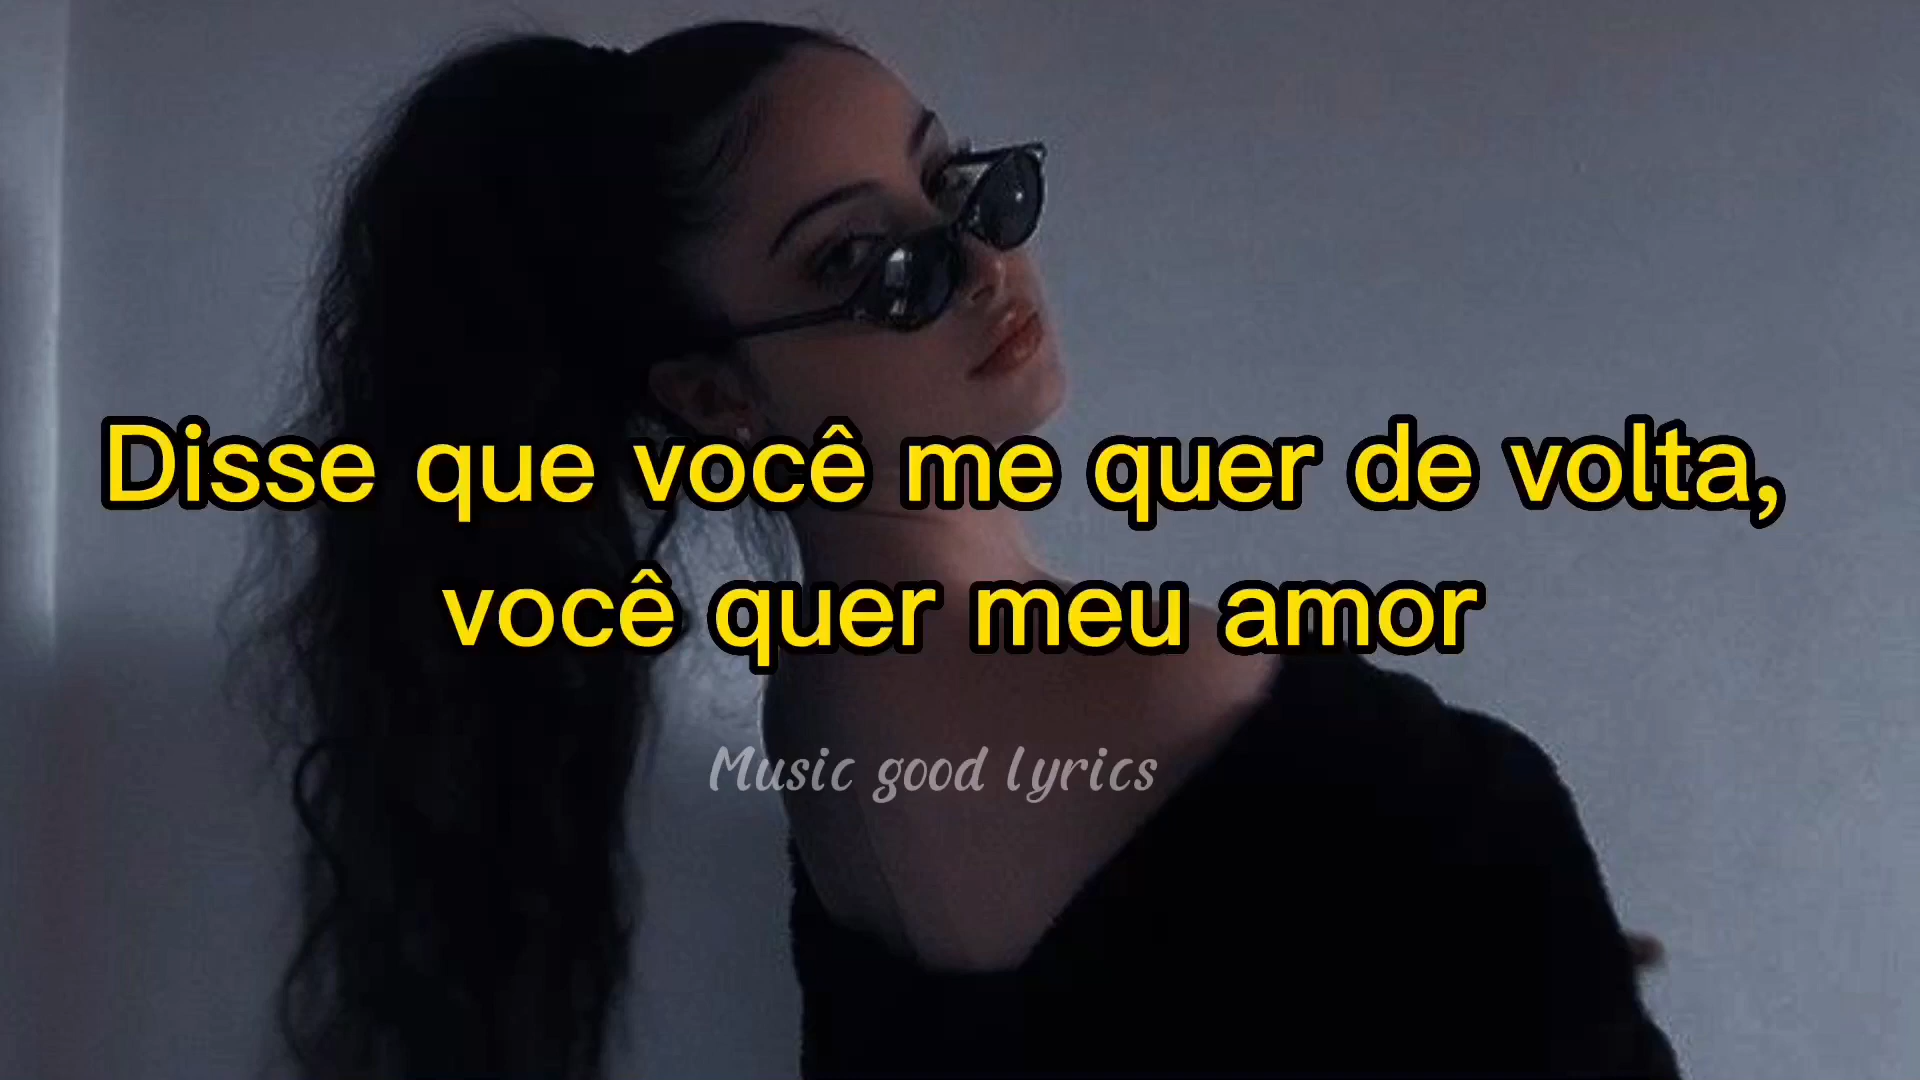 Disse que você me quer de volta,
você quer meu amor
Music good lyrics